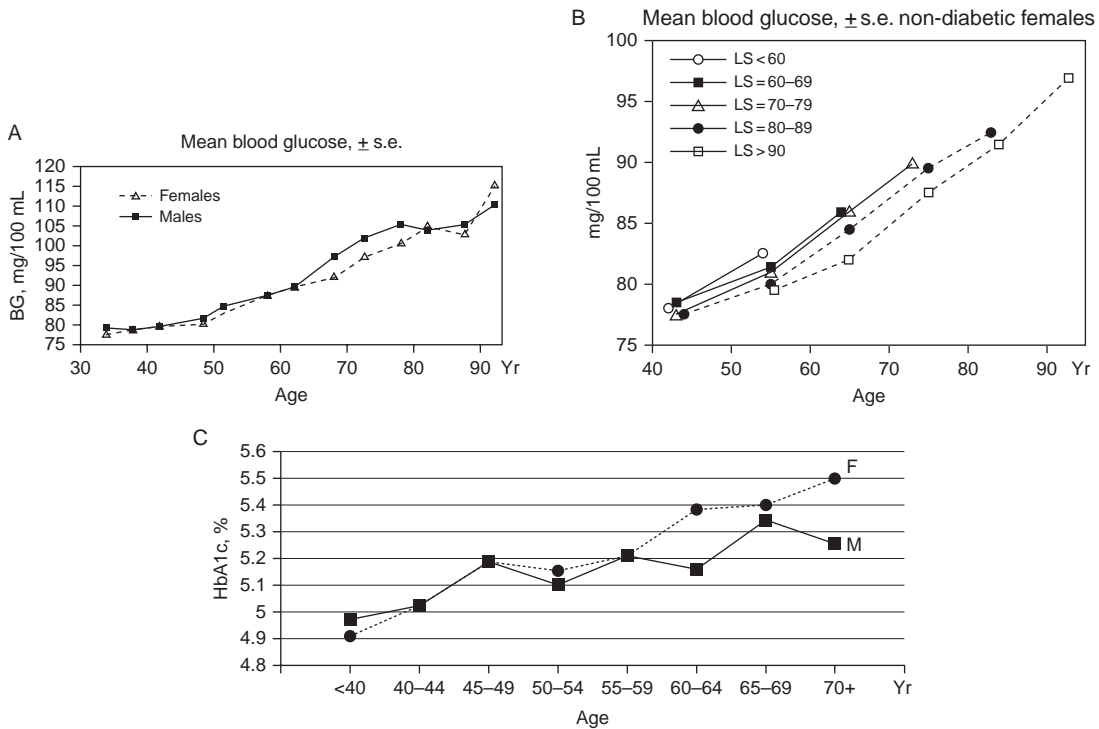 A
Mean blood glucose, ± s.e.
BG, mg/100 mL
120
115
110
105
100
95
90
85
80
75
Females
Males
30 40 50 60 70 80 90 Yr
Age
B
Mean blood glucose, ± s.e. non-diabetic females
mg/100 mL
100
95
90
85
80
75
LS < 60
LS = 60–69
LS = 70–79
LS = 80–89
LS > 90
40 50 60 70 80 90 Yr
Age
C
HbA1c, %
5.6
5.5
5.4
5.3
5.2
5.1
5
4.9
4.8
F
M
<40 40–44 45–49 50–54 55–59 60–64 65–69 70+ Yr
Age